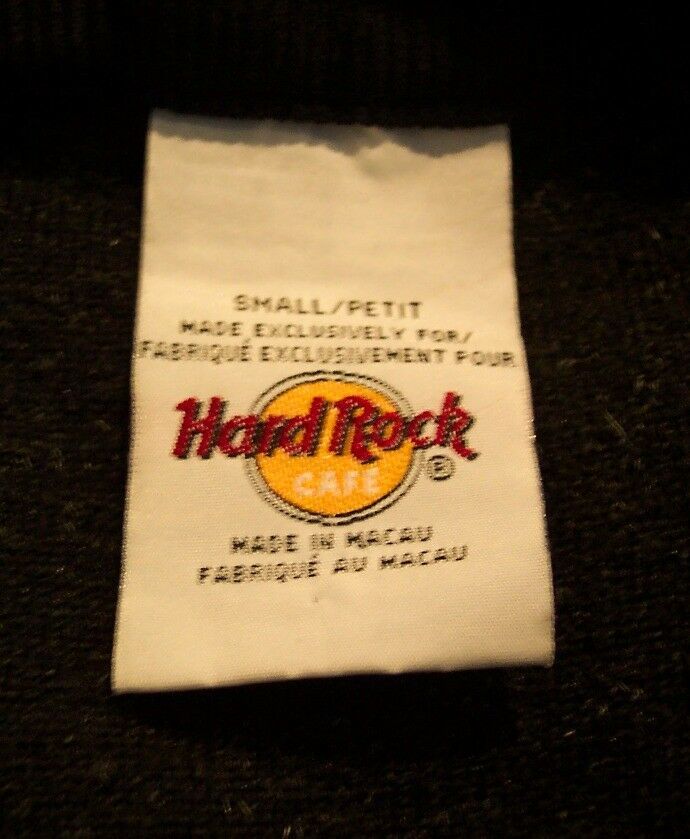 SMALL/PETIT
MADE EXCLUSIVELY FOR/
FABRIQUÉ EXCLUSIVEMENT POUR
Hard Rock
CAFE ®
MADE IN MACAU
FABRIQUÉ AU MACAU